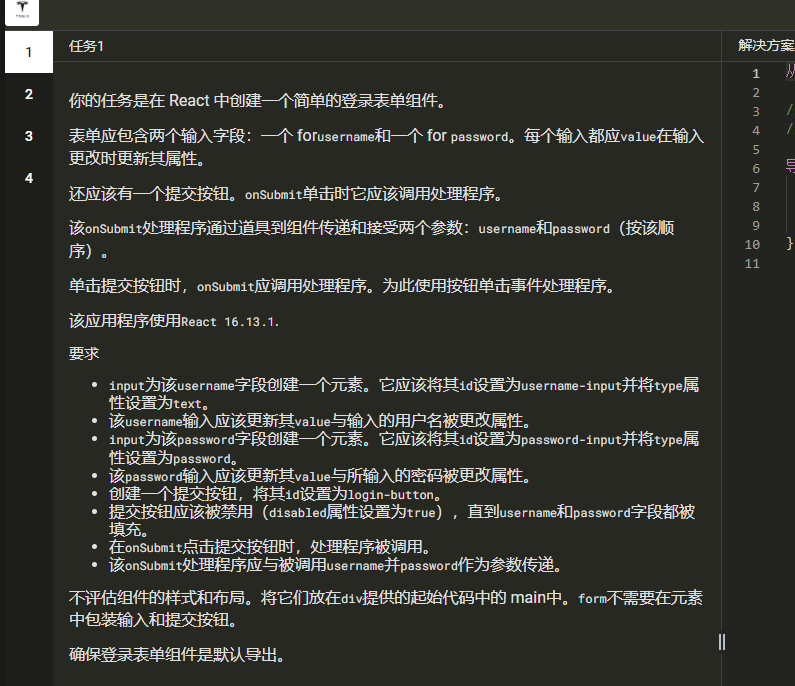 TESLA
1
2
3
4
任务1
你的任务是在 React 中创建一个简单的登录表单组件。
表单应包含两个输入字段：一个 forusername和一个 for password。每个输入都应value在输入
更改时更新其属性。
还应该有一个提交按钮。onSubmit单击时它应该调用处理程序。
该onSubmit处理程序通过道具到组件传递和接受两个参数：username和password（按该顺
序）。
单击提交按钮时，onSubmit应调用处理程序。为此使用按钮单击事件处理程序。
该应用程序使用React 16.13.1.
要求
• input为该username字段创建一个元素。它应该将其id设置为username-input并将type属
性设置为text。
• 该username输入应该更新其value与输入的用户名被更改属性。
• input为该password字段创建一个元素。它应该将其id设置为password-input并将type属
性设置为password。
• 该password输入应该更新其value与所输入的密码被更改属性。
• 创建一个提交按钮，将其id设置为login-button。
• 提交按钮应该被禁用（disabled属性设置为true），直到username和password字段都被
填充。
• 在onSubmit点击提交按钮时，处理程序被调用。
• 该onSubmit处理程序应与被调用username并password作为参数传递。
不评估组件的样式和布局。将它们放在div提供的起始代码中的 main中。form不需要在元素
中包装输入和提交按钮。
确保登录表单组件是默认导出。
解决方案
1
2
3 /
4 /
5
6
7
8
9
10 }
11